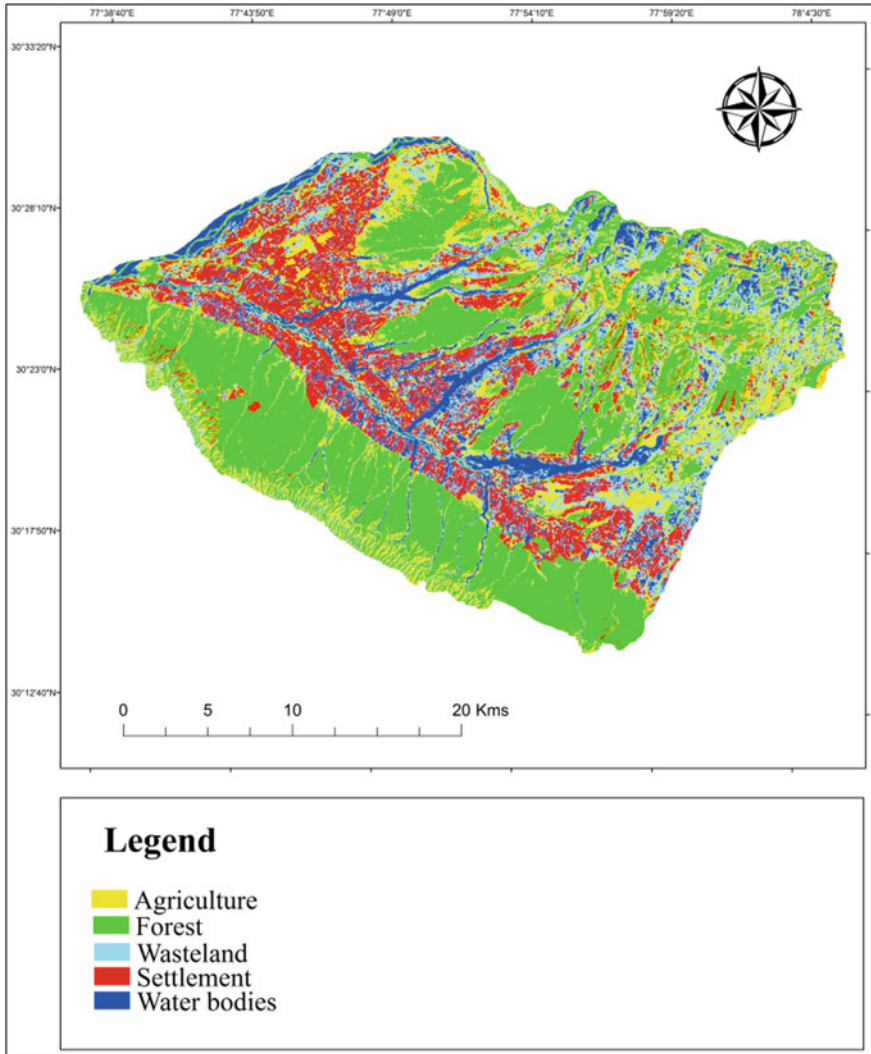 77°38'40"E 77°43'50"E 77°49'0"E 77°54'10"E 77°59'20"E 78°4'30"E
30°33'20"N
30°28'10"N
30°23'0"N
30°17'50"N
30°12'40"N
0 5 10 20 Kms
Legend
Agriculture
Forest
Wasteland
Settlement
Water bodies